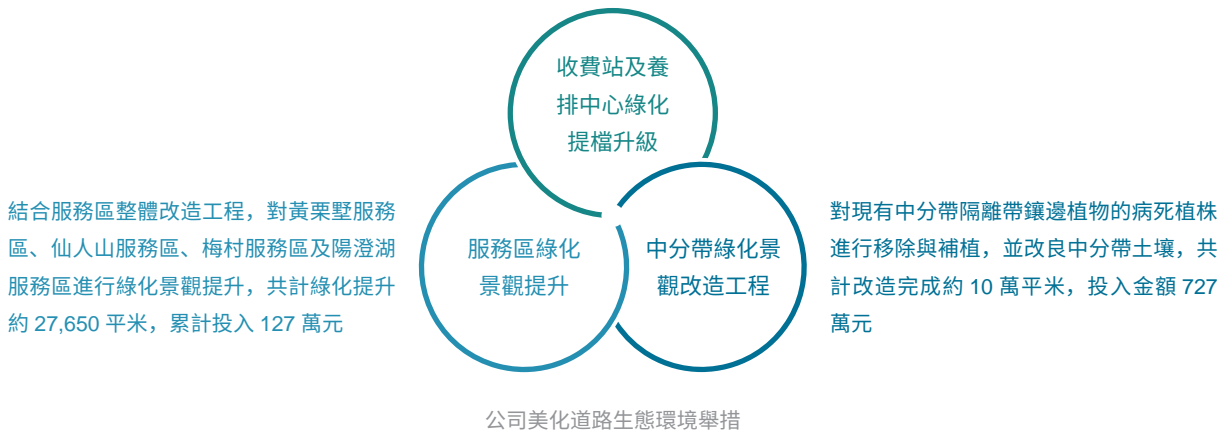 收費站及養
排中心綠化
提檔升級
結合服務區整體改造工程，對黃栗墅服務
區、仙人山服務區、梅村服務區及陽澄湖
服務區進行綠化景觀提升，共計綠化提升
約 27,650 平米，累計投入 127 萬元
服務區綠化
景觀提升
中分帶綠化景
觀改造工程
對現有中分帶隔離帶鑲邊植物的病死植株
進行移除與補植，並改良中分帶土壤，共
計改造完成約 10 萬平米，投入金額 727
萬元
公司美化道路生態環境舉措